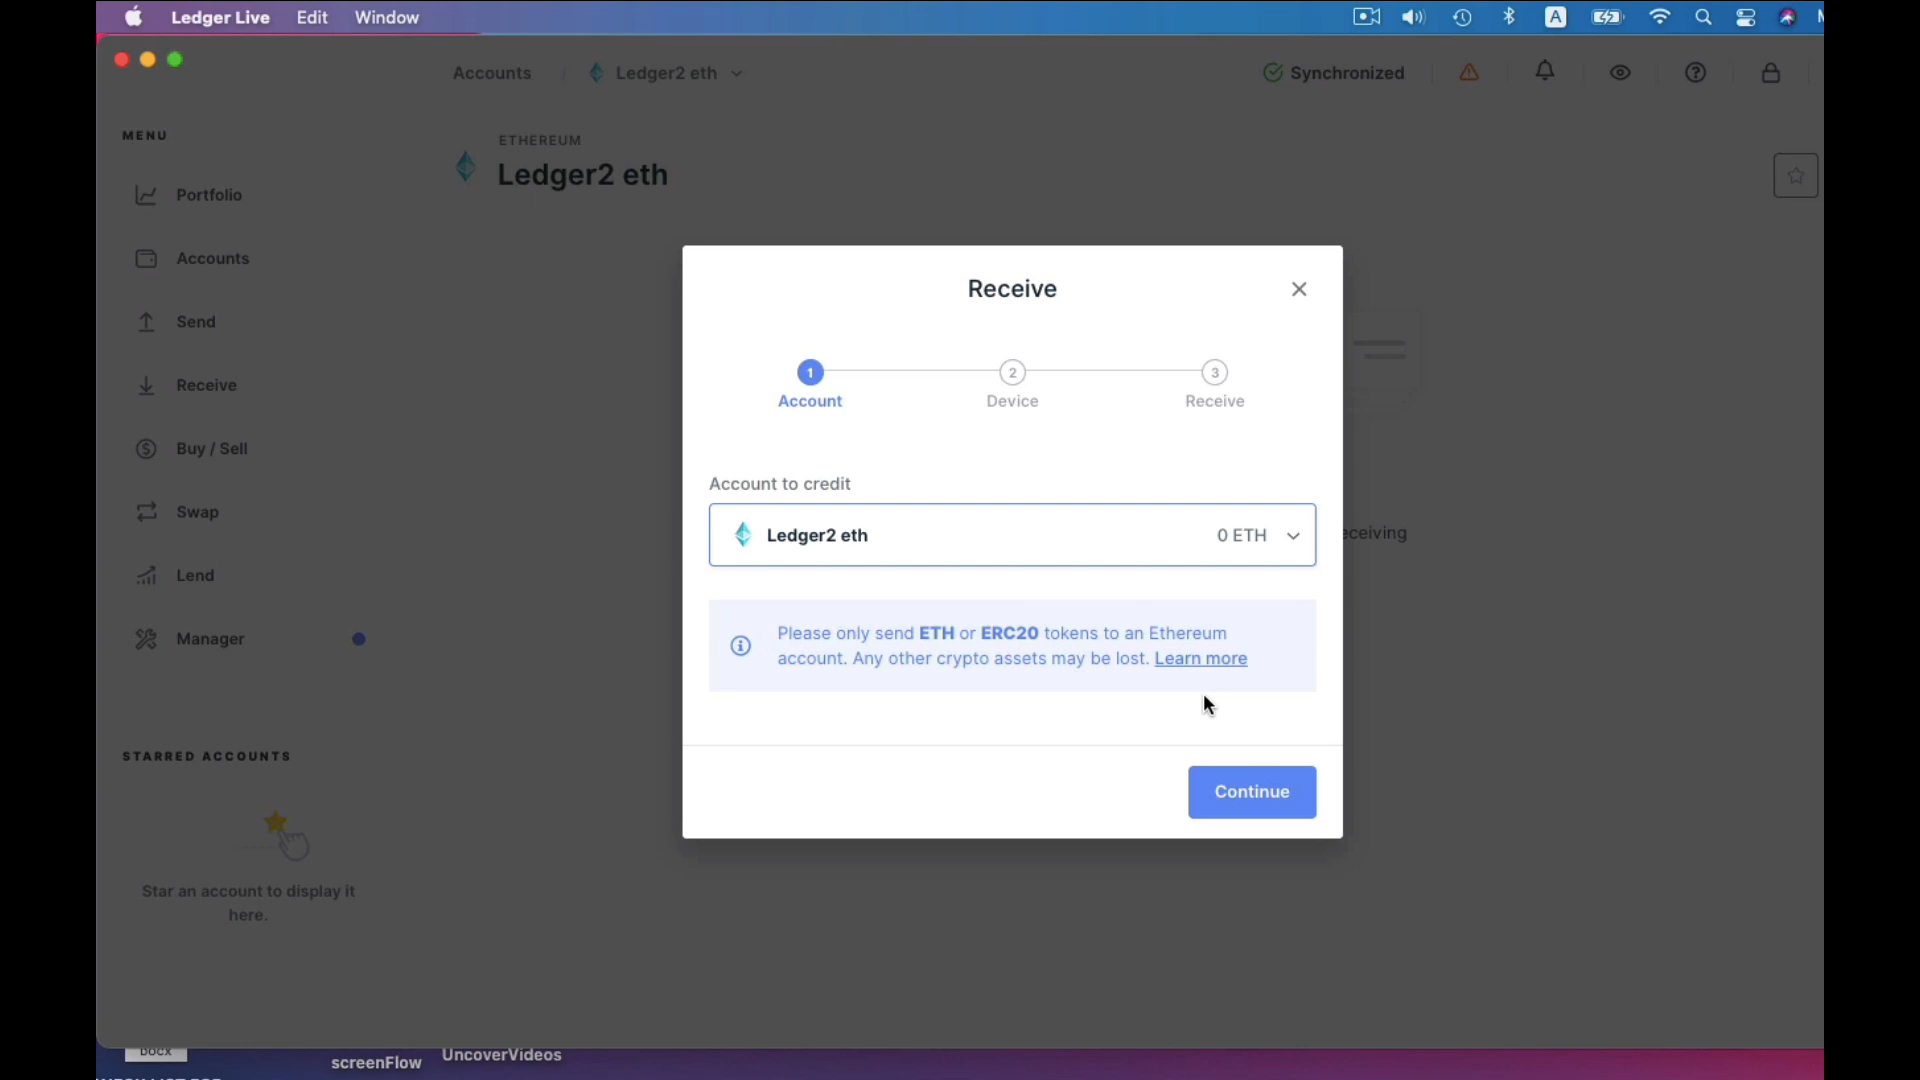 Ledger Live Edit Window
Accounts / Ledger2 eth
Synchronized
MENU
ETHEREUM
Ledger2 eth
Portfolio
Accounts
Send
Receive
Buy / Sell
Swap
Lend
Manager
STARRED ACCOUNTS
Star an account to display it
here.
Receive
1 2 3
Account Device Receive
Account to credit
Ledger2 eth 0 ETH
eceiving
Please only send ETH or ERC20 tokens to an Ethereum
account. Any other crypto assets may be lost. Learn more
Continue
DOCX
screenFlow
UncoverVideos